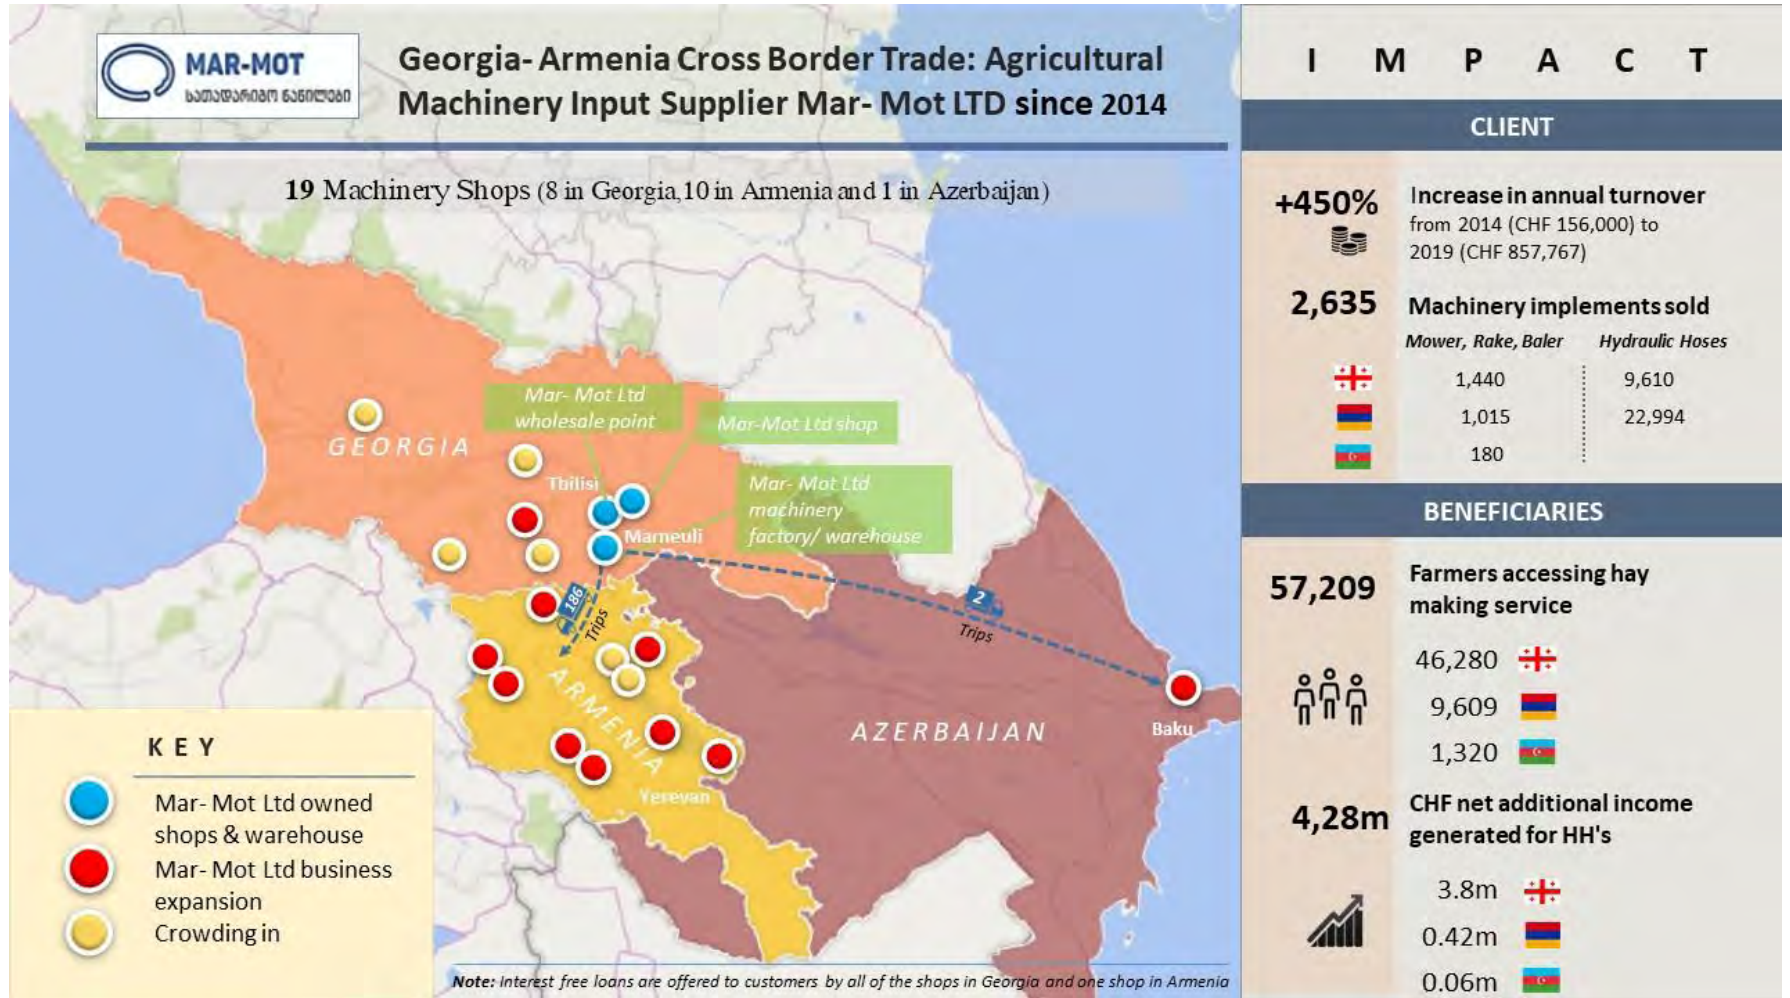 MAR-MOT
სათადარიგო ნაწილები
Georgia- Armenia Cross Border Trade: Agricultural
Machinery Input Supplier Mar- Mot LTD since 2014
19 Machinery Shops (8 in Georgia,10 in Armenia and 1 in Azerbaijan)
Mar- Mot Ltd
wholesale point
Mar-Mot Ltd shop
GEORGIA
Tbilisi
Mar- Mot Ltd
machinery
factory/ warehouse
Marneuli
186
Trips
2
Trips
ARMENIA
AZERBAIJAN
Baku
Yerevan
KEY
Mar- Mot Ltd owned
shops & warehouse
Mar- Mot Ltd business
expansion
Crowding in
Note: Interest free loans are offered to customers by all of the shops in Georgia and one shop in Armenia
IMPACT
CLIENT
+450%
Increase in annual turnover
from 2014 (CHF 156,000) to
2019 (CHF 857,767)
2,635 Machinery implements sold
Mower, Rake, Baler Hydraulic Hoses
1,440 9,610
1,015 22,994
180
BENEFICIARIES
57,209
Farmers accessing hay
making service
46,280
9,609
1,320
4,28m
CHF net additional income
generated for HH's
3.8m
0.42m
0.06m